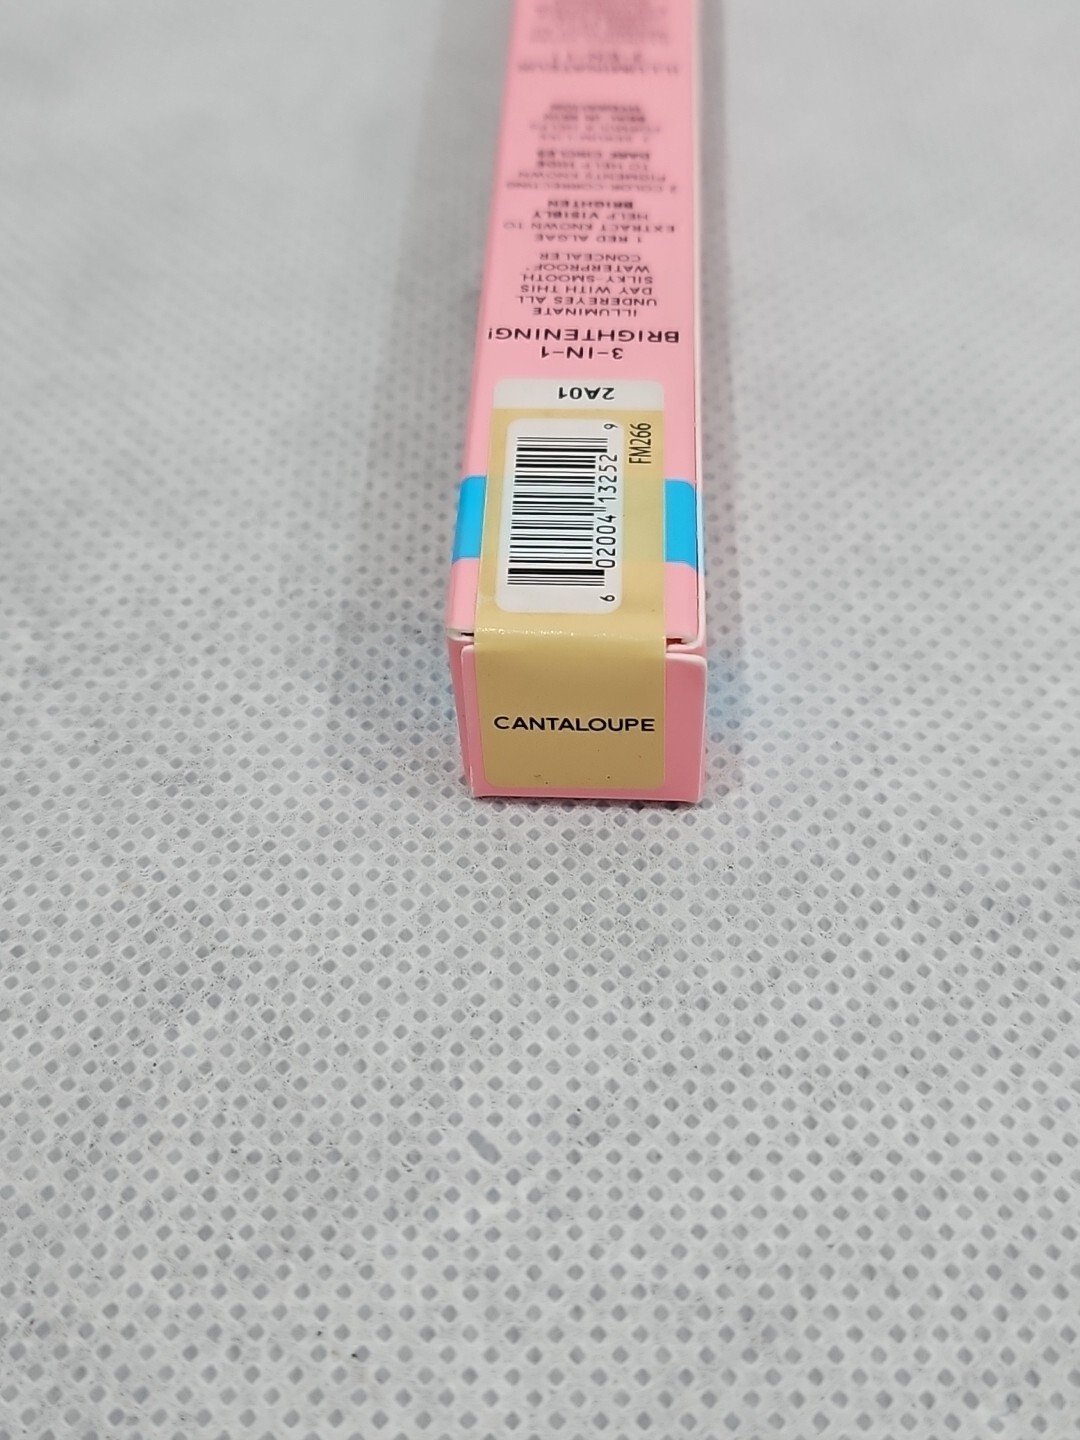 3-IN-1
BRIGHTENING!
ILLUMINATE
UNDEREYES ALL
DAY WITH THIS
SILKY-SMOOTH,
WATERPROOF*
CONCEALER
1 RED ALGAE
EXTRACT KNOWN TO
HELP VISIBLY
BRIGHTEN
2 COLOR-CORRECTING
PIGMENTS KNOWN
TO HELP HIDE
DARK CIRCLES
2A01
6 02004 13252 9
FM266
CANTALOUPE